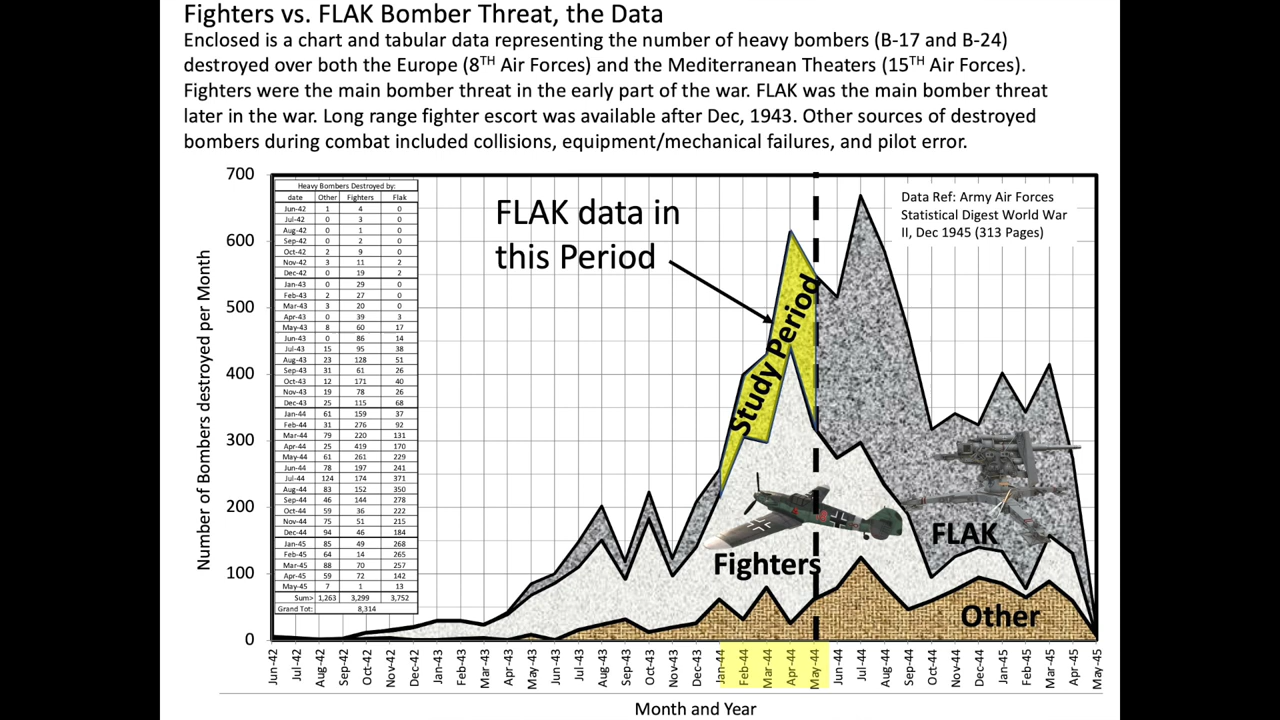 Fighters vs. FLAK Bomber Threat, the Data
Enclosed is a chart and tabular data representing the number of heavy bombers (B-17 and B-24)
destroyed over both the Europe (8TH Air Forces) and the Mediterranean Theaters (15TH Air Forces).
Fighters were the main bomber threat in the early part of the war. FLAK was the main bomber threat
later in the war. Long range fighter escort was available after Dec, 1943. Other sources of destroyed
bombers during combat included collisions, equipment/mechanical failures, and pilot error.
Number of Bombers destroyed per Month
700
600
500
400
300
200
100
0
Heavy Bombers Destroyed by:
date Other Fighters Flak
Jun-42 1 4 0
Jul-42 0 3 0
Aug-42 0 1 0
Sep-42 0 2 0
Oct-42 2 9 0
Nov-42 3 11 2
Dec-42 0 19 2
Jan-43 0 29 0
Feb-43 2 27 0
Mar-43 3 20 0
Apr-43 0 39 3
May-43 8 60 17
Jun-43 0 86 14
Jul-43 15 95 38
Aug-43 23 128 51
Sep-43 31 61 26
Oct-43 12 171 40
Nov-43 19 78 26
Dec-43 25 115 68
Jan-44 61 159 37
Feb-44 31 276 92
Mar-44 79 220 131
Apr-44 25 419 170
May-44 61 261 229
Jun-44 78 197 241
Jul-44 124 174 371
Aug-44 83 152 350
Sep-44 46 144 278
Oct-44 59 36 222
Nov-44 75 51 215
Dec-44 94 46 184
Jan-45 85 49 268
Feb-45 64 14 265
Mar-45 88 70 257
Apr-45 59 72 142
May-45 7 1 13
Sum> 1,263 3,299 3,752
Grand Tot: 8,314
FLAK data in
this Period
Data Ref: Army Air Forces
Statistical Digest World War
II, Dec 1945 (313 Pages)
Study Period
FLAK
Fighters
Other
Jun-42 Jul-42 Aug-42 Sep-42 Oct-42 Nov-42 Dec-42 Jan-43 Feb-43 Mar-43 Apr-43 May-43 Jun-43 Jul-43 Aug-43 Sep-43 Oct-43 Nov-43 Dec-43 Jan-44 Feb-44 Mar-44 Apr-44 May-44 Jun-44 Jul-44 Aug-44 Sep-44 Oct-44 Nov-44 Dec-44 Jan-45 Feb-45 Mar-45 Apr-45 May-45
Month and Year